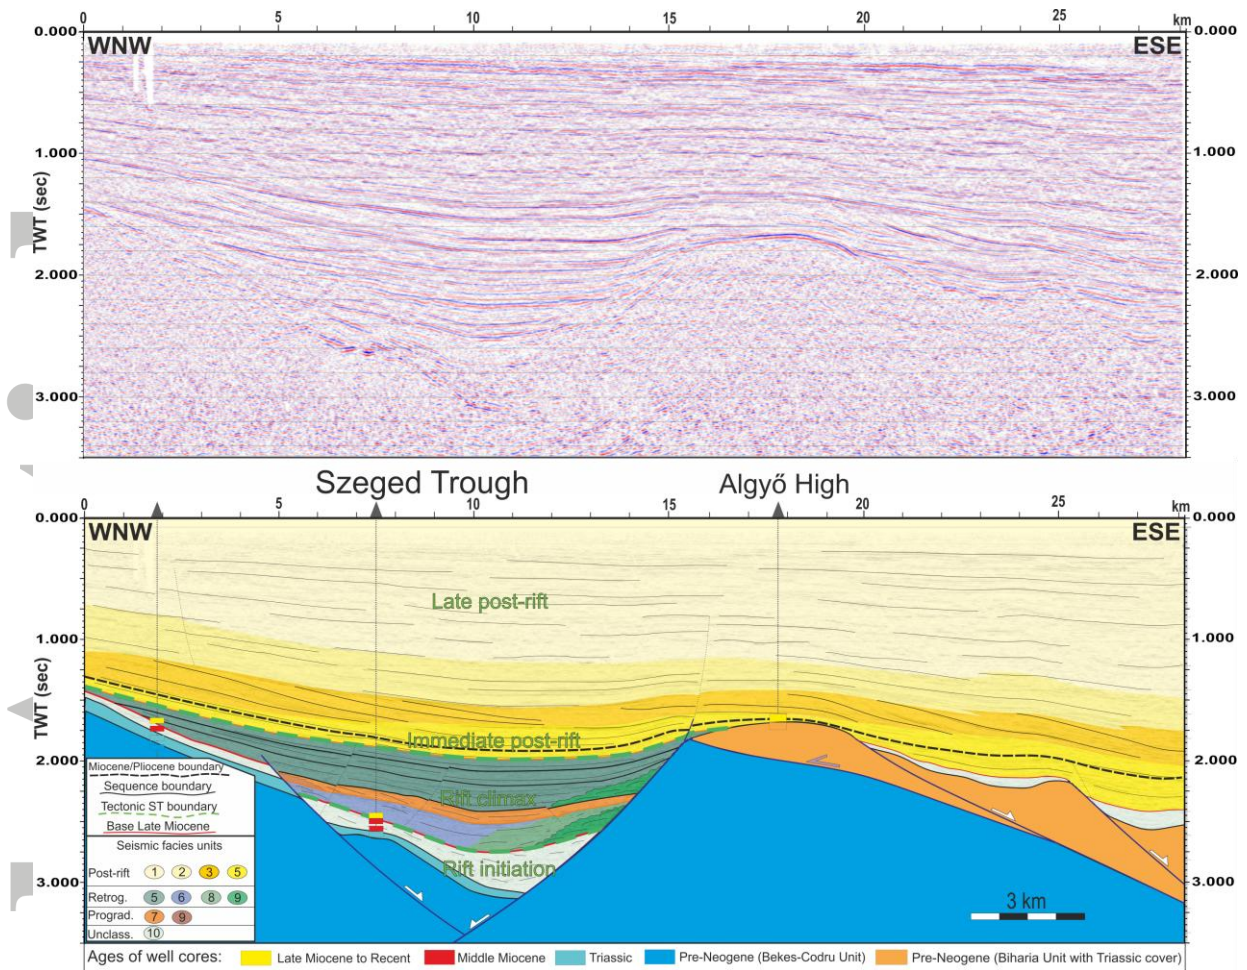 0 5 10 15 20 25 km
0.000 WNW ESE 0.000
1.000 1.000
TWT (sec)
2.000 2.000
3.000 3.000
Szeged Trough Algyő High
0 5 10 15 20 25 km
0.000 WNW ESE 0.000
Late post-rift
1.000 1.000
TWT (sec)
Immediate post-rift
2.000 2.000
Rift climax
Rift initiation
3.000 3.000
3 km
Miocene/Pliocene boundary
Sequence boundary
Tectonic ST boundary
Base Late Miocene
Seismic facies units
Post-rift 1 2 3 5
Retrog. 5 6 8 9
Prograd. 7 9
Unclass. 10
Ages of well cores: Late Miocene to Recent Middle Miocene Triassic Pre-Neogene (Bekes-Codru Unit) Pre-Neogene (Biharia Unit with Triassic cover)